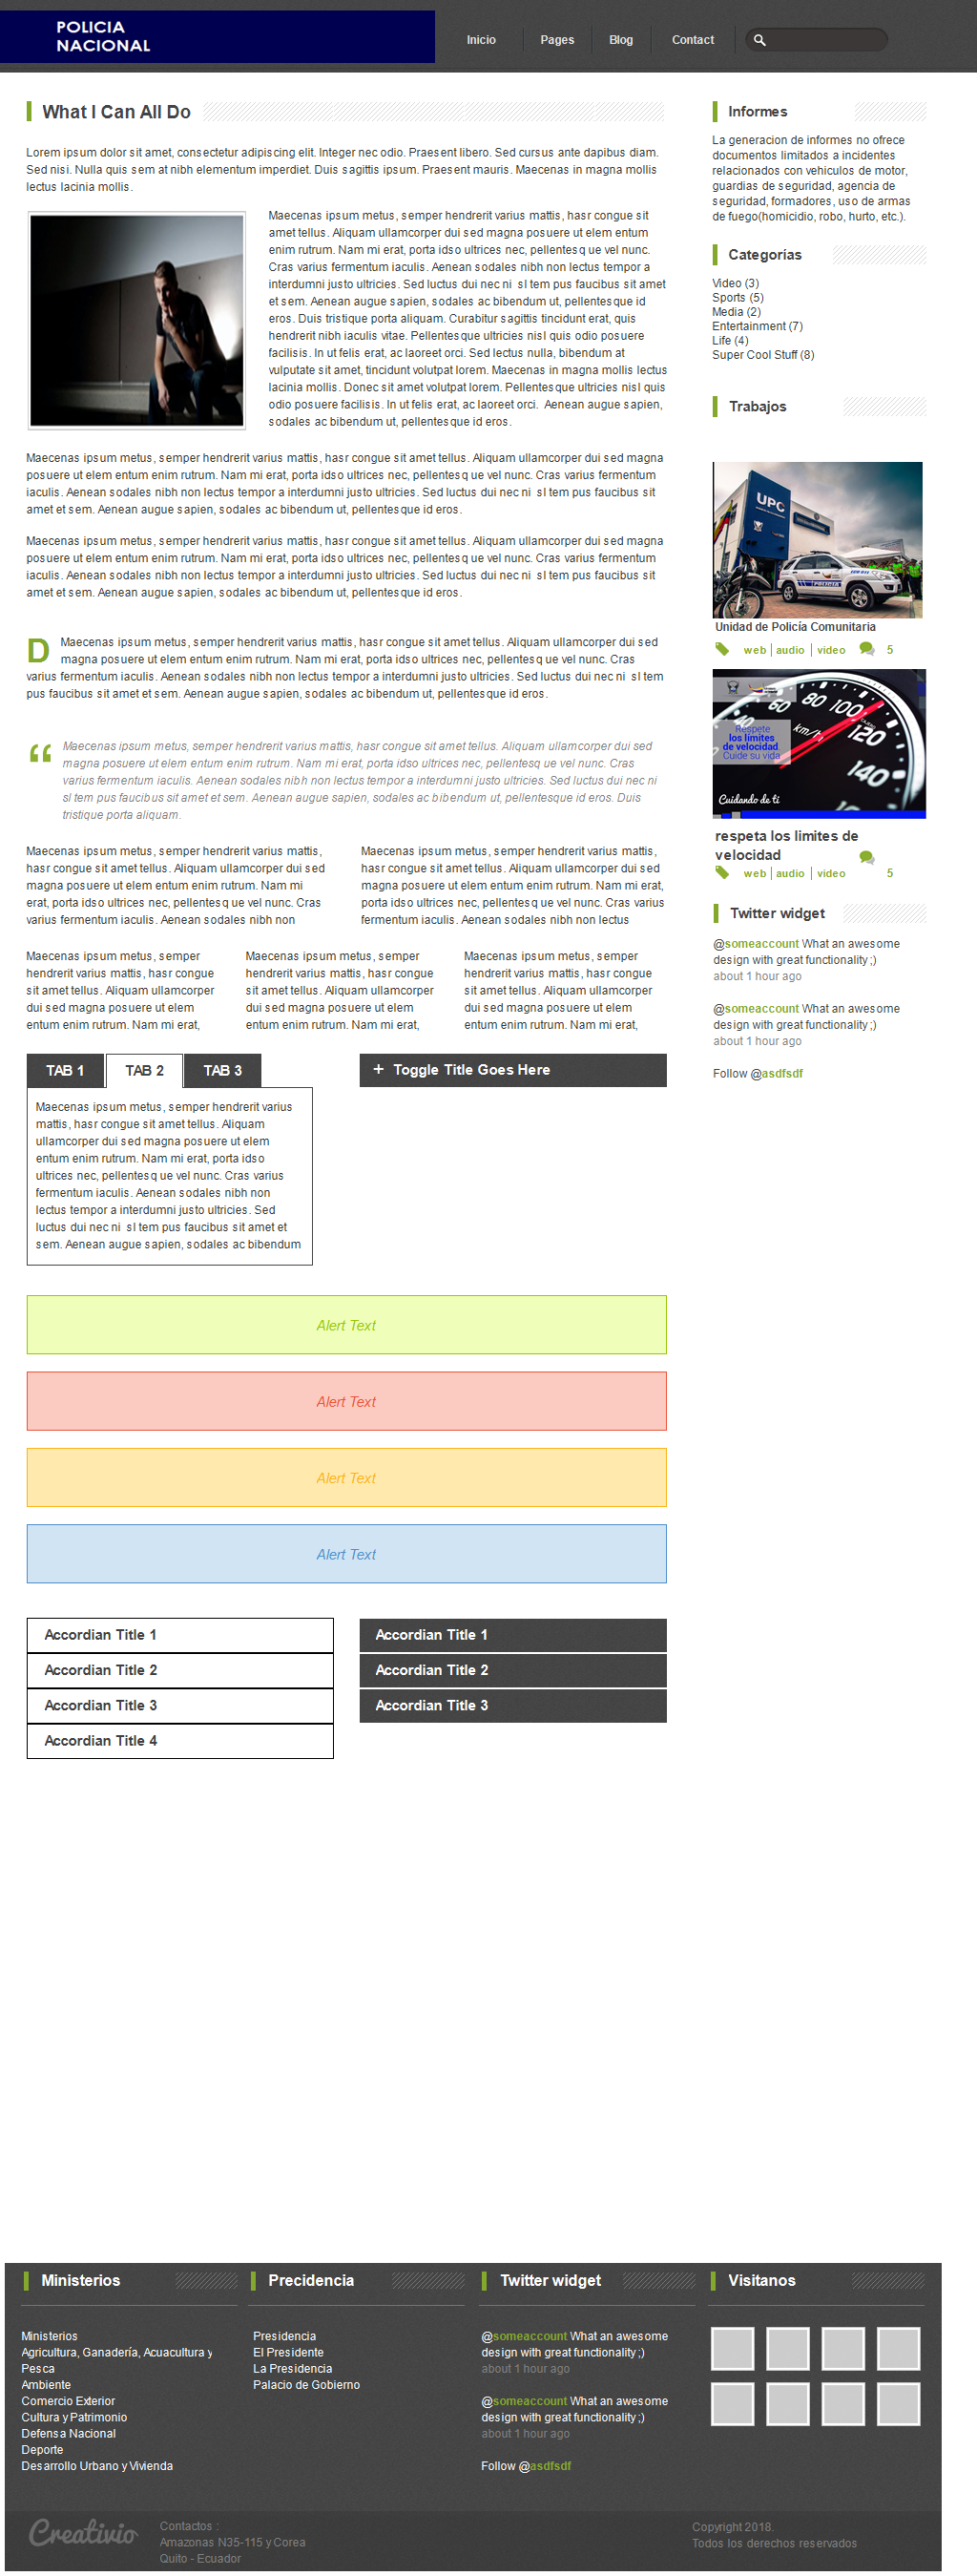 POLICIA
NACIONAL
Inicio
Pages
Blog
Contact
What I Can All Do
Lorem ipsum dolor sit amet, consectetur adipiscing elit. Integer nec odio. Praesent libero. Sed cursus ante dapibus diam.
Sed nisi. Nulla quis sem at nibh elementum imperdiet. Duis sagittis ipsum. Praesent mauris. Maecenas in magna mollis
lectus lacinia mollis.
Maecenas ipsum metus, semper hendrerit varius mattis, hasr congue sit
amet tellus. Aliquam ullamcorper dui sed magna posuere ut elem entum
enim rutrum. Nam mi erat, porta idso ultrices nec, pellentesq ue vel nunc.
Cras varius fermentum iaculis. Aenean sodales nibh non lectus tempor a
interdumni justo ultricies. Sed luctus dui nec ni sl tem pus faucibus sit amet
et sem. Aenean augue sapien, sodales ac bibendum ut, pellentesque id
eros. Duis tristique porta aliquam. Curabitur sagittis tincidunt erat, quis
hendrerit nibh iaculis vitae. Pellentesque ultricies nisl quis odio posuere
facilisis. In ut felis erat, ac laoreet orci. Sed lectus nulla, bibendum at
vulputate sit amet, tincidunt volutpat lorem. Maecenas in magna mollis lectus
lacinia mollis. Donec sit amet volutpat lorem. Pellentesque ultricies nisl quis
odio posuere facilisis. In ut felis erat, ac laoreet orci. Aenean augue sapien,
sodales ac bibendum ut, pellentesque id eros.
Maecenas ipsum metus, semper hendrerit varius mattis, hasr congue sit amet tellus. Aliquam ullamcorper dui sed magna
posuere ut elem entum enim rutrum. Nam mi erat, porta idso ultrices nec, pellentesq ue vel nunc. Cras varius fermentum
iaculis. Aenean sodales nibh non lectus tempor a interdumni justo ultricies. Sed luctus dui nec ni sl tem pus faucibus sit
amet et sem. Aenean augue sapien, sodales ac bibendum ut, pellentesque id eros.
Maecenas ipsum metus, semper hendrerit varius mattis, hasr congue sit amet tellus. Aliquam ullamcorper dui sed magna
posuere ut elem entum enim rutrum. Nam mi erat, porta idso ultrices nec, pellentesq ue vel nunc. Cras varius fermentum
iaculis. Aenean sodales nibh non lectus tempor a interdumni justo ultricies. Sed luctus dui nec ni sl tem pus faucibus sit
amet et sem. Aenean augue sapien, sodales ac bibendum ut, pellentesque id eros.
D Maecenas ipsum metus, semper hendrerit varius mattis, hasr congue sit amet tellus. Aliquam ullamcorper dui sed
magna posuere ut elem entum enim rutrum. Nam mi erat, porta idso ultrices nec, pellentesq ue vel nunc. Cras
varius fermentum iaculis. Aenean sodales nibh non lectus tempor a interdumni justo ultricies. Sed luctus dui nec ni sl tem
pus faucibus sit amet et sem. Aenean augue sapien, sodales ac bibendum ut, pellentesque id eros.
“ Maecenas ipsum metus, semper hendrerit varius mattis, hasr congue sit amet tellus. Aliquam ullamcorper dui sed
magna posuere ut elem entum enim rutrum. Nam mi erat, porta idso ultrices nec, pellentesq ue vel nunc. Cras
varius fermentum iaculis. Aenean sodales nibh non lectus tempor a interdumni justo ultricies. Sed luctus dui nec ni
sl tem pus faucibus sit amet et sem. Aenean augue sapien, sodales ac bibendum ut, pellentesque id eros. Duis
tristique porta aliquam.
Maecenas ipsum metus, semper hendrerit varius mattis,
hasr congue sit amet tellus. Aliquam ullamcorper dui sed
magna posuere ut elem entum enim rutrum. Nam mi
erat, porta idso ultrices nec, pellentesq ue vel nunc. Cras
varius fermentum iaculis. Aenean sodales nibh non
Maecenas ipsum metus, semper hendrerit varius mattis,
hasr congue sit amet tellus. Aliquam ullamcorper dui sed
magna posuere ut elem entum enim rutrum. Nam mi erat,
porta idso ultrices nec, pellentesq ue vel nunc. Cras varius
fermentum iaculis. Aenean sodales nibh non lectus
Maecenas ipsum metus, semper
hendrerit varius mattis, hasr congue
sit amet tellus. Aliquam ullamcorper
dui sed magna posuere ut elem
entum enim rutrum. Nam mi erat,
Maecenas ipsum metus, semper
hendrerit varius mattis, hasr congue
sit amet tellus. Aliquam ullamcorper
dui sed magna posuere ut elem
entum enim rutrum. Nam mi erat,
Maecenas ipsum metus, semper
hendrerit varius mattis, hasr congue
sit amet tellus. Aliquam ullamcorper
dui sed magna posuere ut elem
entum enim rutrum. Nam mi erat,
TAB 1
TAB 2
TAB 3
Maecenas ipsum metus, semper hendrerit varius
mattis, hasr congue sit amet tellus. Aliquam
ullamcorper dui sed magna posuere ut elem
entum enim rutrum. Nam mi erat, porta idso
ultrices nec, pellentesq ue vel nunc. Cras varius
fermentum iaculis. Aenean sodales nibh non
lectus tempor a interdumni justo ultricies. Sed
luctus dui nec ni sl tem pus faucibus sit amet et
sem. Aenean augue sapien, sodales ac bibendum
+ Toggle Title Goes Here
Alert Text
Alert Text
Alert Text
Alert Text
Accordian Title 1
Accordian Title 2
Accordian Title 3
Accordian Title 4
Accordian Title 1
Accordian Title 2
Accordian Title 3
Informes
La generacion de informes no ofrece
documentos limitados a incidentes
relacionados con vehiculos de motor,
guardias de seguridad, agencia de
seguridad, formadores, uso de armas
de fuego(homicidio, robo, hurto, etc.).
Categorías
Video (3)
Sports (5)
Media (2)
Entertainment (7)
Life (4)
Super Cool Stuff (8)
Trabajos
UPC
POLICIA
Unidad de Policía Comunitaria
web | audio | video 5
40 60 80 100 120 140
km/h
Respete
los límites
de velocidad
Cuide su vida
Cuidando de ti
respeta los limites de
velocidad
web | audio | video 5
Twitter widget
@someaccount What an awesome
design with great functionality ;)
about 1 hour ago
@someaccount What an awesome
design with great functionality ;)
about 1 hour ago
Follow @asdfsdf
Ministerios
Ministerios
Agricultura, Ganadería, Acuacultura y
Pesca
Ambiente
Comercio Exterior
Cultura y Patrimonio
Defensa Nacional
Deporte
Desarrollo Urbano y Vivienda
Precidencia
Presidencia
El Presidente
La Presidencia
Palacio de Gobierno
Twitter widget
@someaccount What an awesome
design with great functionality ;)
about 1 hour ago
@someaccount What an awesome
design with great functionality ;)
about 1 hour ago
Follow @asdfsdf
Visitanos
Creativio
Contactos :
Amazonas N35-115 y Corea
Quito - Ecuador
Copyright 2018.
Todos los derechos reservados